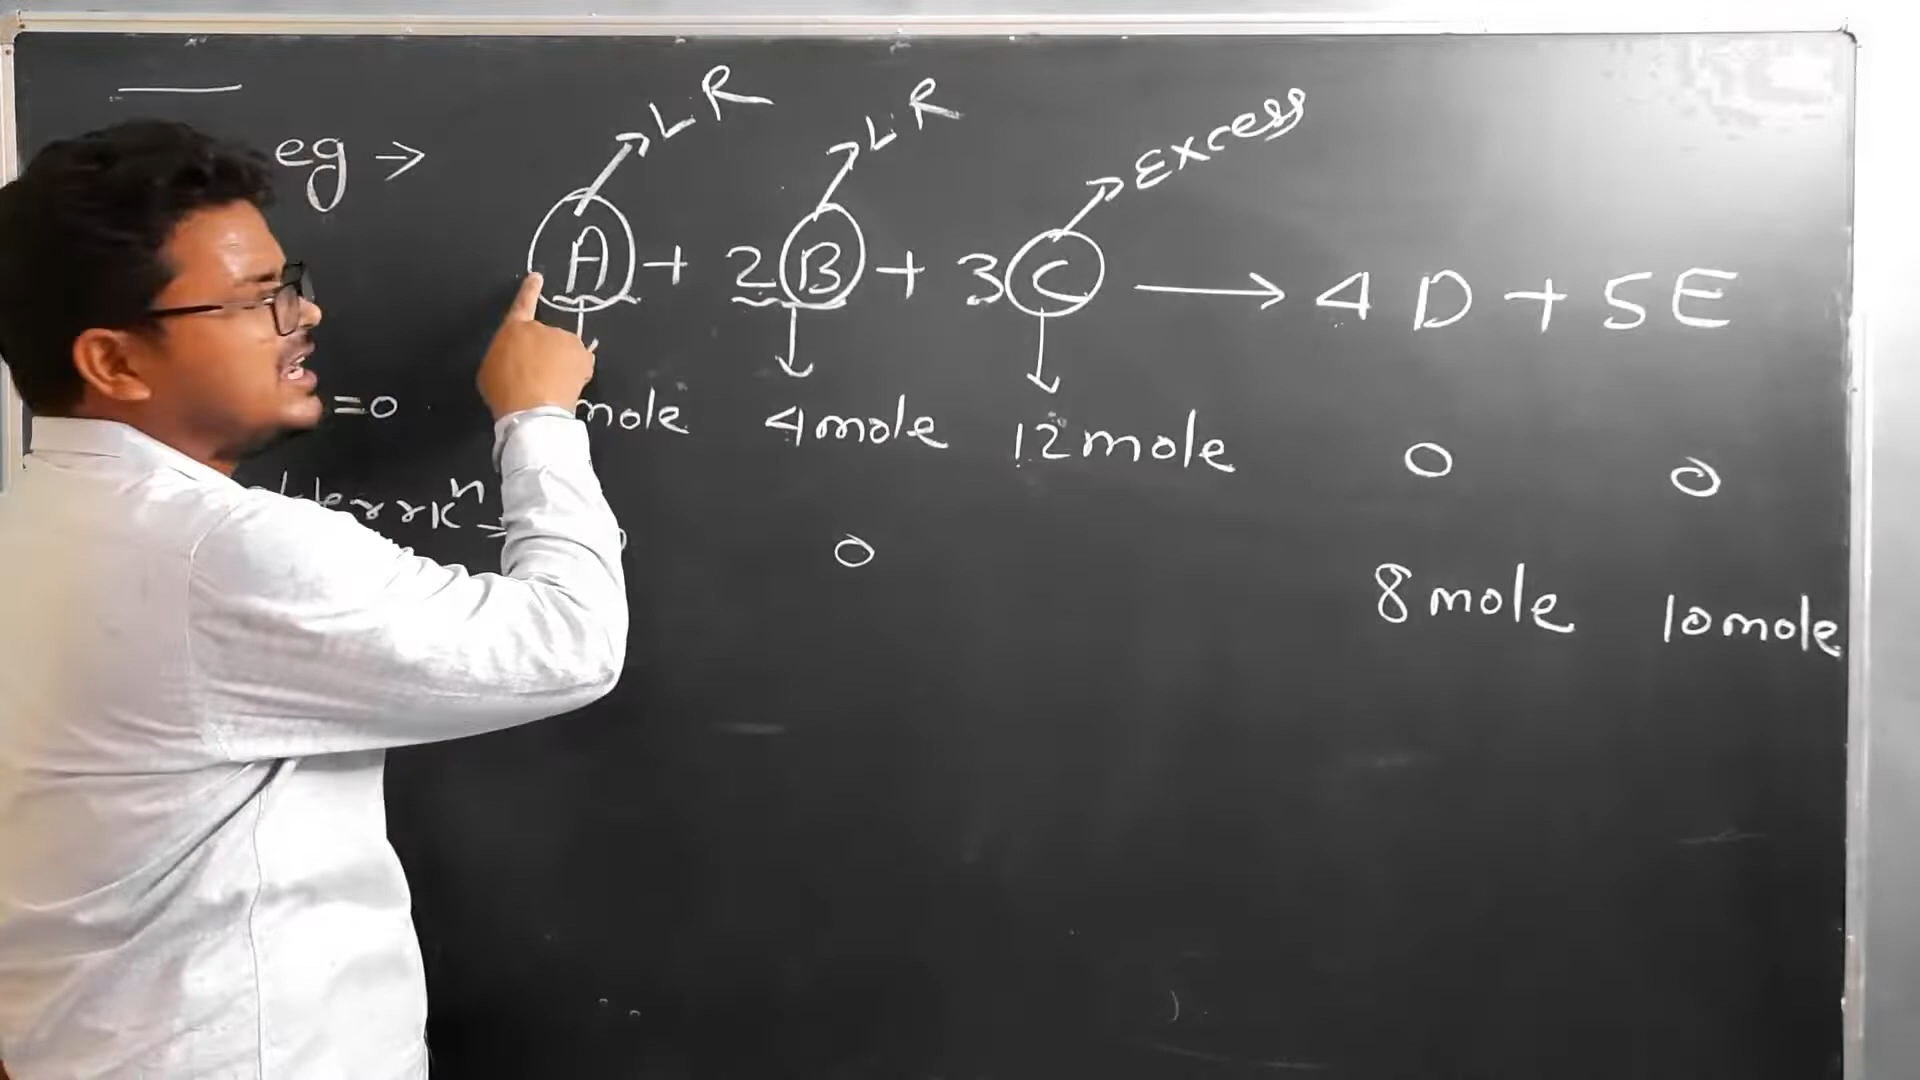 LR LR Excess
eg →
A + 2B + 3C → 4D + 5E
=0 mole 4mole 12mole 0 0
0
8mole 10mole